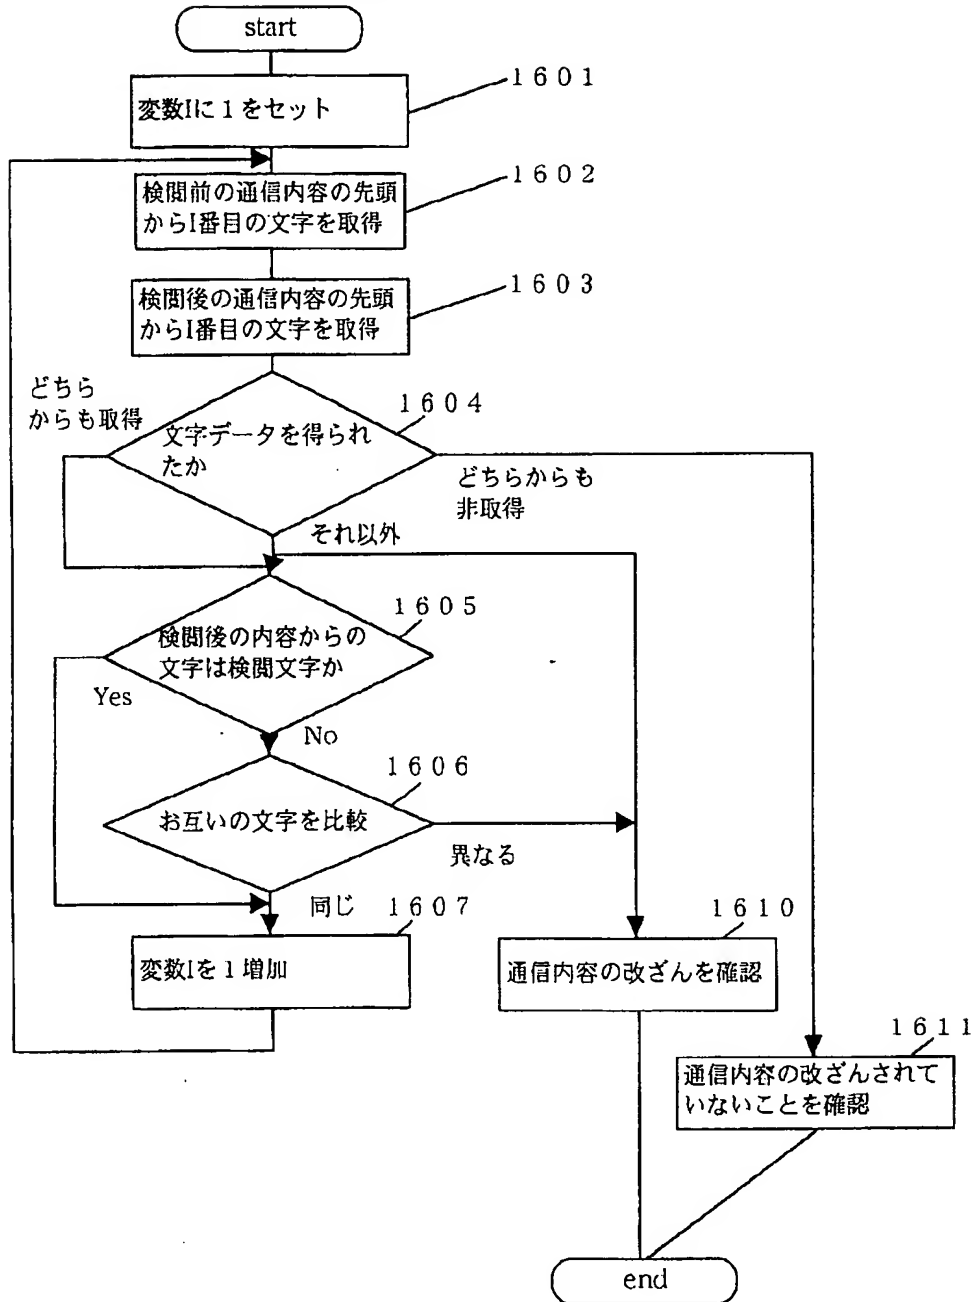 start
1601
変数Iに1をセット
1602
検閲前の通信内容の先頭
からI番目の文字を取得
1603
検閲後の通信内容の先頭
からI番目の文字を取得
どちら
からも取得
1604
文字データを得られ
たか
どちらからも
非取得
それ以外
1605
検閲後の内容からの
文字は検閲文字か
Yes
No
1606
お互いの文字を比較
異なる
同じ
1607
変数Iを1増加
1610
通信内容の改ざんを確認
1611
通信内容の改ざんされて
いないことを確認
end